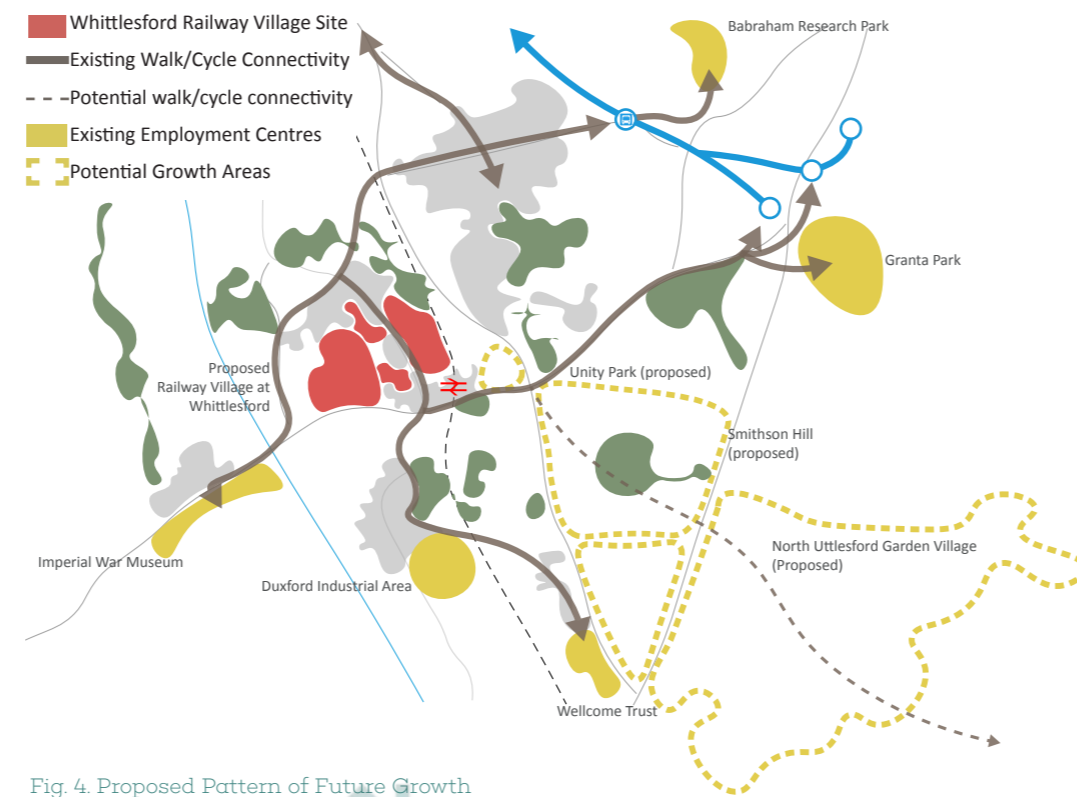 Whittlesford Railway Village Site
Existing Walk/Cycle Connectivity
Potential walk/cycle connectivity
Existing Employment Centres
Potential Growth Areas
Babraham Research Park
Granta Park
Proposed
Railway Village at
Whittlesford
Unity Park (proposed)
Smithson Hill
(proposed)
North Uttlesford Garden Village
(Proposed)
Imperial War Museum
Duxford Industrial Area
Wellcome Trust
Fig. 4. Proposed Pattern of Future Growth